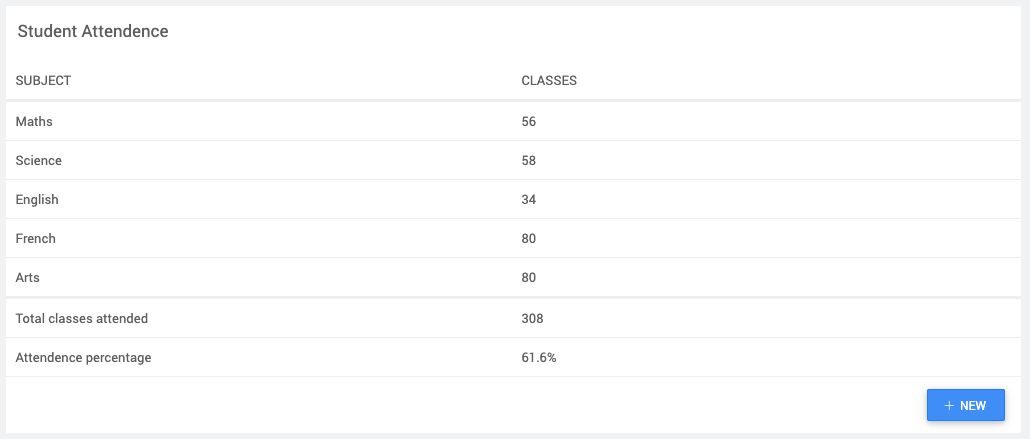 Student Attendence
SUBJECT CLASSES
Maths 56
Science 58
English 34
French 80
Arts 80
Total classes attended 308
Attendence percentage 61.6%
+ NEW